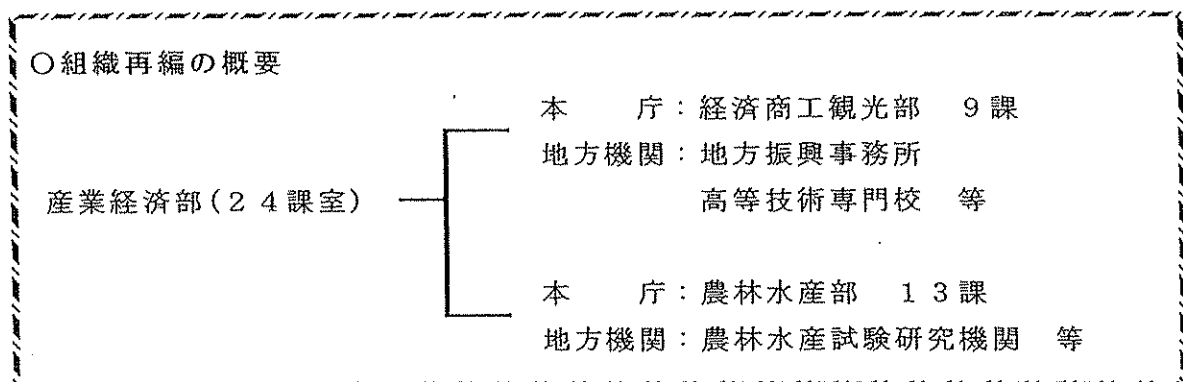 〇組織再編の概要
本　　庁：経済商工観光部　９課
地方機関：地方振興事務所
高等技術専門校　等
産業経済部（２４課室）
本　　庁：農林水産部　１３課
地方機関：農林水産試験研究機関　等